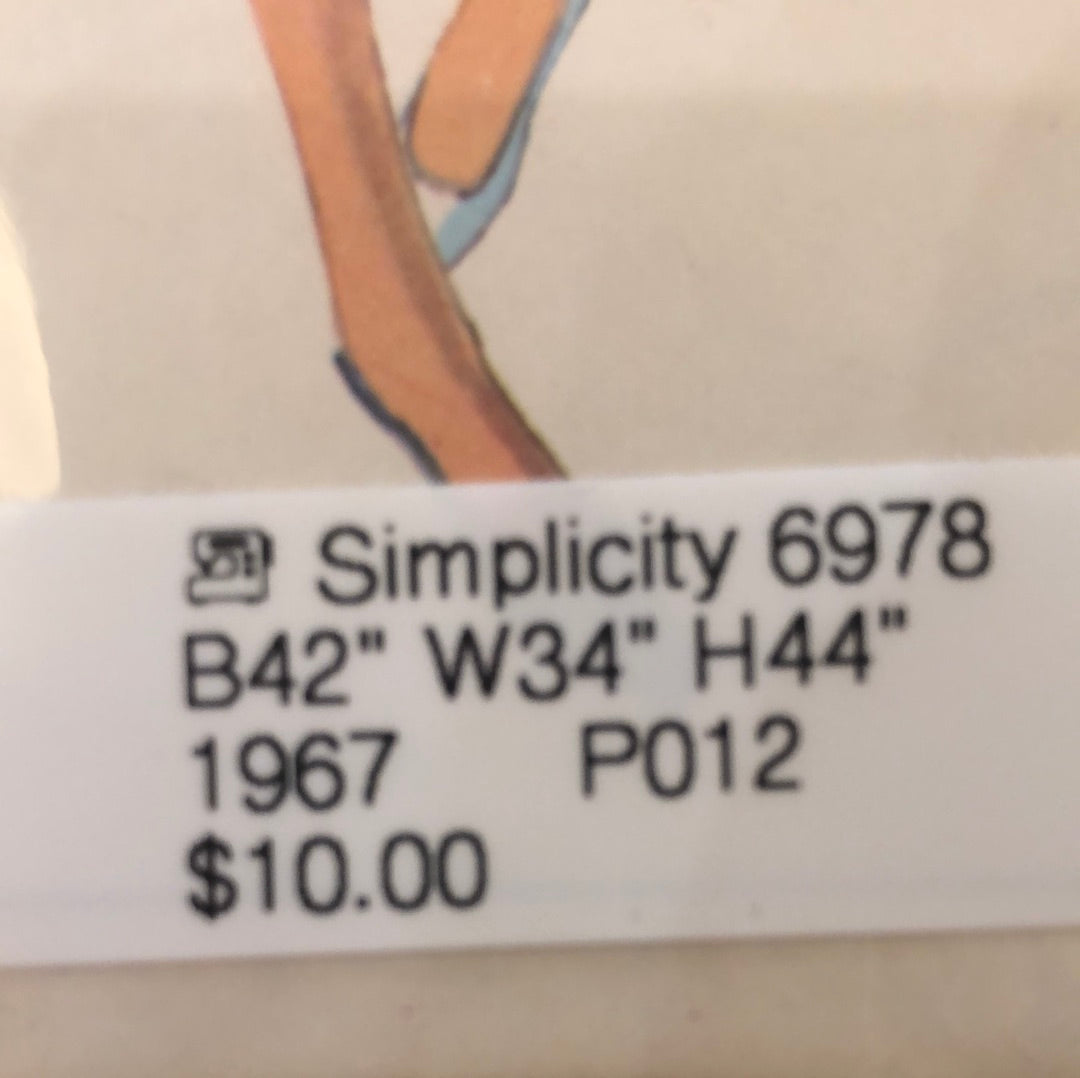 Simplicity 6978
B42" W34" H44"
1967 P012
$10.00